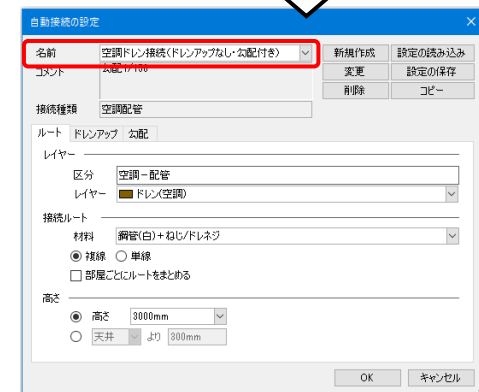 自動接続の設定
名前 空調ドレン接続(ドレンアップなし・勾配付き) 新規作成 設定の読み込み
コメント 勾配1/100 変更 設定の保存
削除 コピー
接続種類 空調配管
ルート ドレンアップ 勾配
レイヤー
区分 空調-配管
レイヤー ドレン(空調)
接続ルート
材料 鋼管(白)+ねじ/ドレネジ
複線 単線
部屋ごとにルートをまとめる
高さ
高さ 3000mm
天井 より 300mm
OK キャンセル